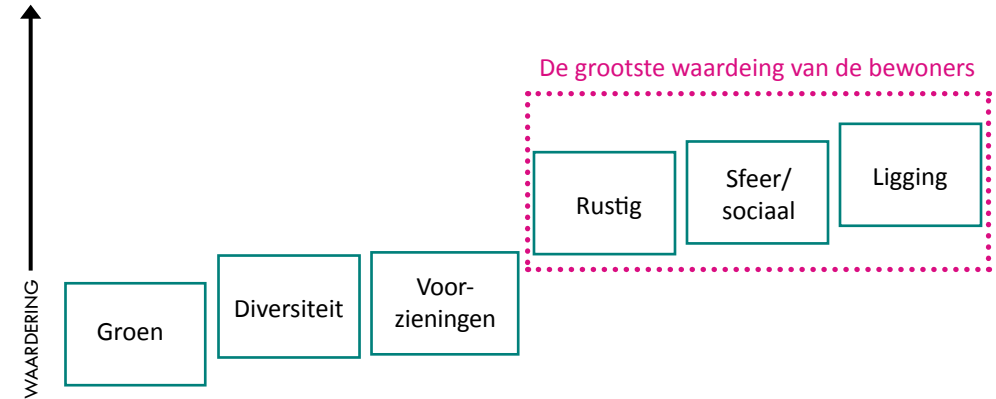 De grootste waardeing van de bewoners
Ligging
Sfeer/
sociaal
Rustig
Voor-
zieningen
Diversiteit
Groen
WAARDERING